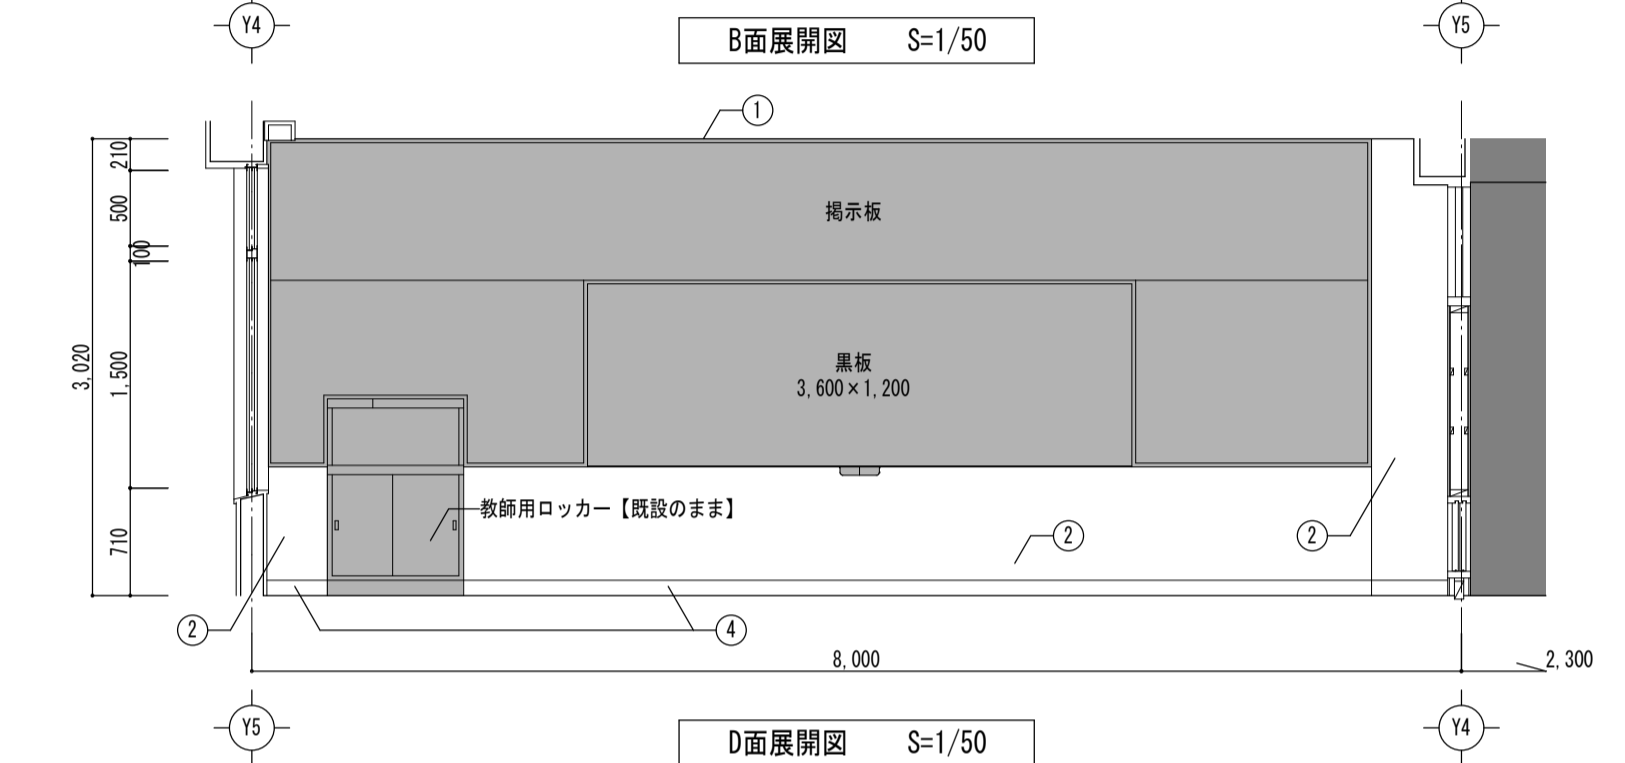 Y4
B面展開図 S=1/50
Y5
1
210
500
100
1,500
3,020
710
掲示板
黒板
3,600×1,200
教師用ロッカー【既設のまま】
2
2
2
4
8,000
2,300
Y5
D面展開図 S=1/50
Y4